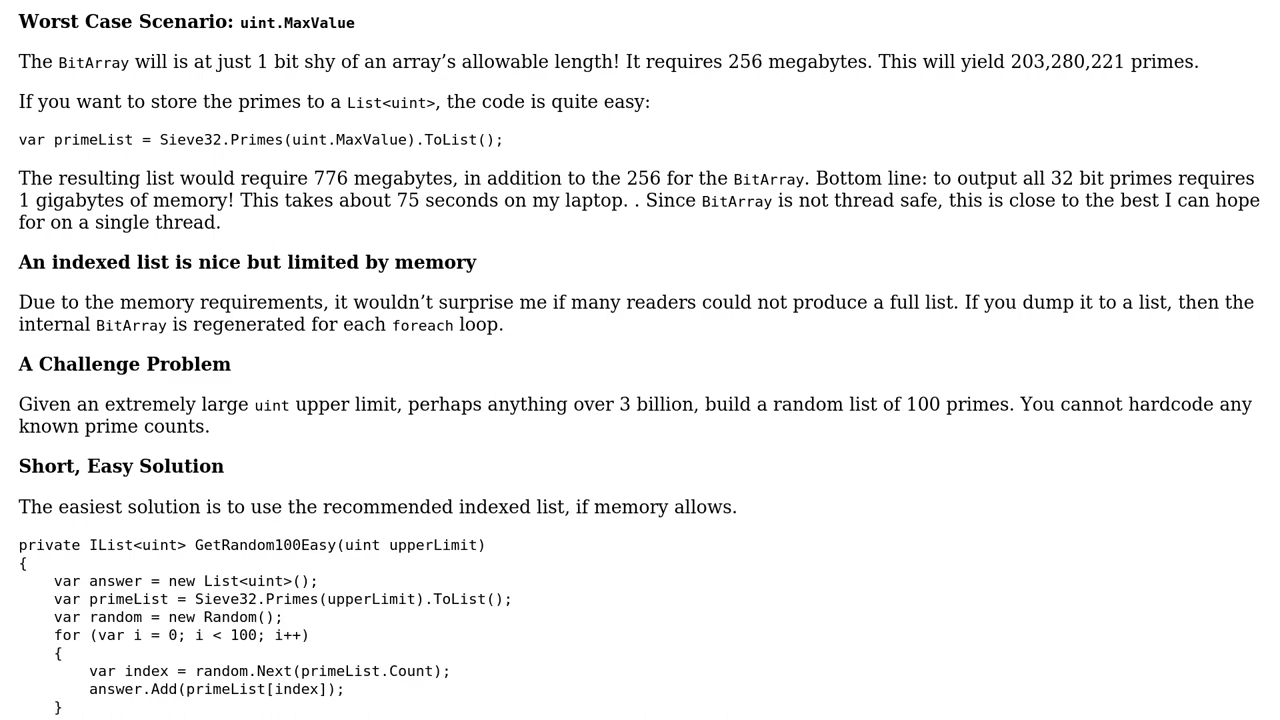 Worst Case Scenario: uint.MaxValue
The BitArray will is at just 1 bit shy of an array’s allowable length! It requires 256 megabytes. This will yield 203,280,221 primes.
If you want to store the primes to a List<uint>, the code is quite easy:
var primeList = Sieve32.Primes(uint.MaxValue).ToList();
The resulting list would require 776 megabytes, in addition to the 256 for the BitArray. Bottom line: to output all 32 bit primes requires
1 gigabytes of memory! This takes about 75 seconds on my laptop. . Since BitArray is not thread safe, this is close to the best I can hope
for on a single thread.
An indexed list is nice but limited by memory
Due to the memory requirements, it wouldn’t surprise me if many readers could not produce a full list. If you dump it to a list, then the
internal BitArray is regenerated for each foreach loop.
A Challenge Problem
Given an extremely large uint upper limit, perhaps anything over 3 billion, build a random list of 100 primes. You cannot hardcode any
known prime counts.
Short, Easy Solution
The easiest solution is to use the recommended indexed list, if memory allows.
private IList<uint> GetRandom100Easy(uint upperLimit)
{
    var answer = new List<uint>();
    var primeList = Sieve32.Primes(upperLimit).ToList();
    var random = new Random();
    for (var i = 0; i < 100; i++)
    {
        var index = random.Next(primeList.Count);
        answer.Add(primeList[index]);
    }